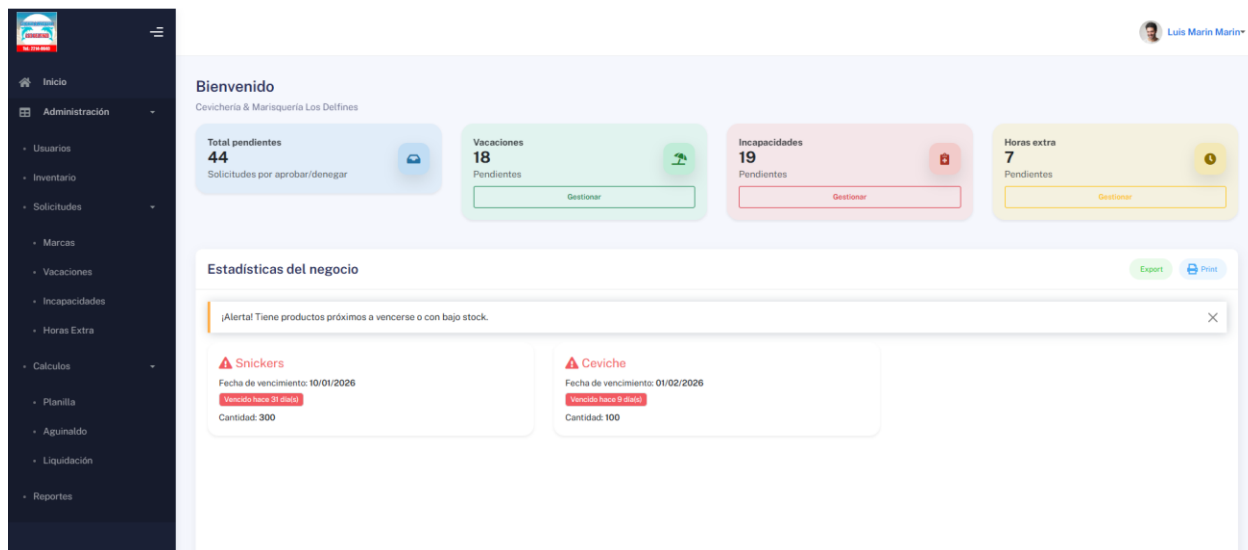 Luis Marin Marin
Inicio
Administración
Usuarios
Inventario
Solicitudes
Marcas
Vacaciones
Incapacidades
Horas Extra
Calculos
Planilla
Aguinaldo
Liquidación
Reportes
Bienvenido
Cevichería & Marisquería Los Delfines
Total pendientes
44
Solicitudes por aprobar/denegar
Vacaciones
18
Pendientes
Gestionar
Incapacidades
19
Pendientes
Gestionar
Horas extra
7
Pendientes
Gestionar
Estadísticas del negocio
Export
Print
¡Alerta! Tiene productos próximos a vencerse o con bajo stock.
Snickers
Fecha de vencimiento: 10/01/2026
Vencido hace 31 día(s)
Cantidad: 300
Ceviche
Fecha de vencimiento: 01/02/2026
Vencido hace 9 día(s)
Cantidad: 100